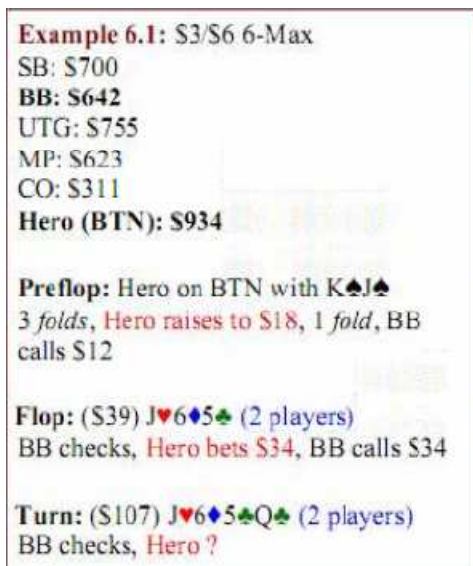 Example 6.1: $3/$6 6-Max
SB: $700
BB: $642
UTG: $755
MP: $623
CO: $311
Hero (BTN): $934
Preflop: Hero on BTN with K♠J♠
3 folds, Hero raises to $18, 1 fold, BB
calls $12
Flop: ($39) J♥6♦5♣ (2 players)
BB checks, Hero bets $34, BB calls $34
Turn: ($107) J♥6♦5♣Q♣ (2 players)
BB checks, Hero ?